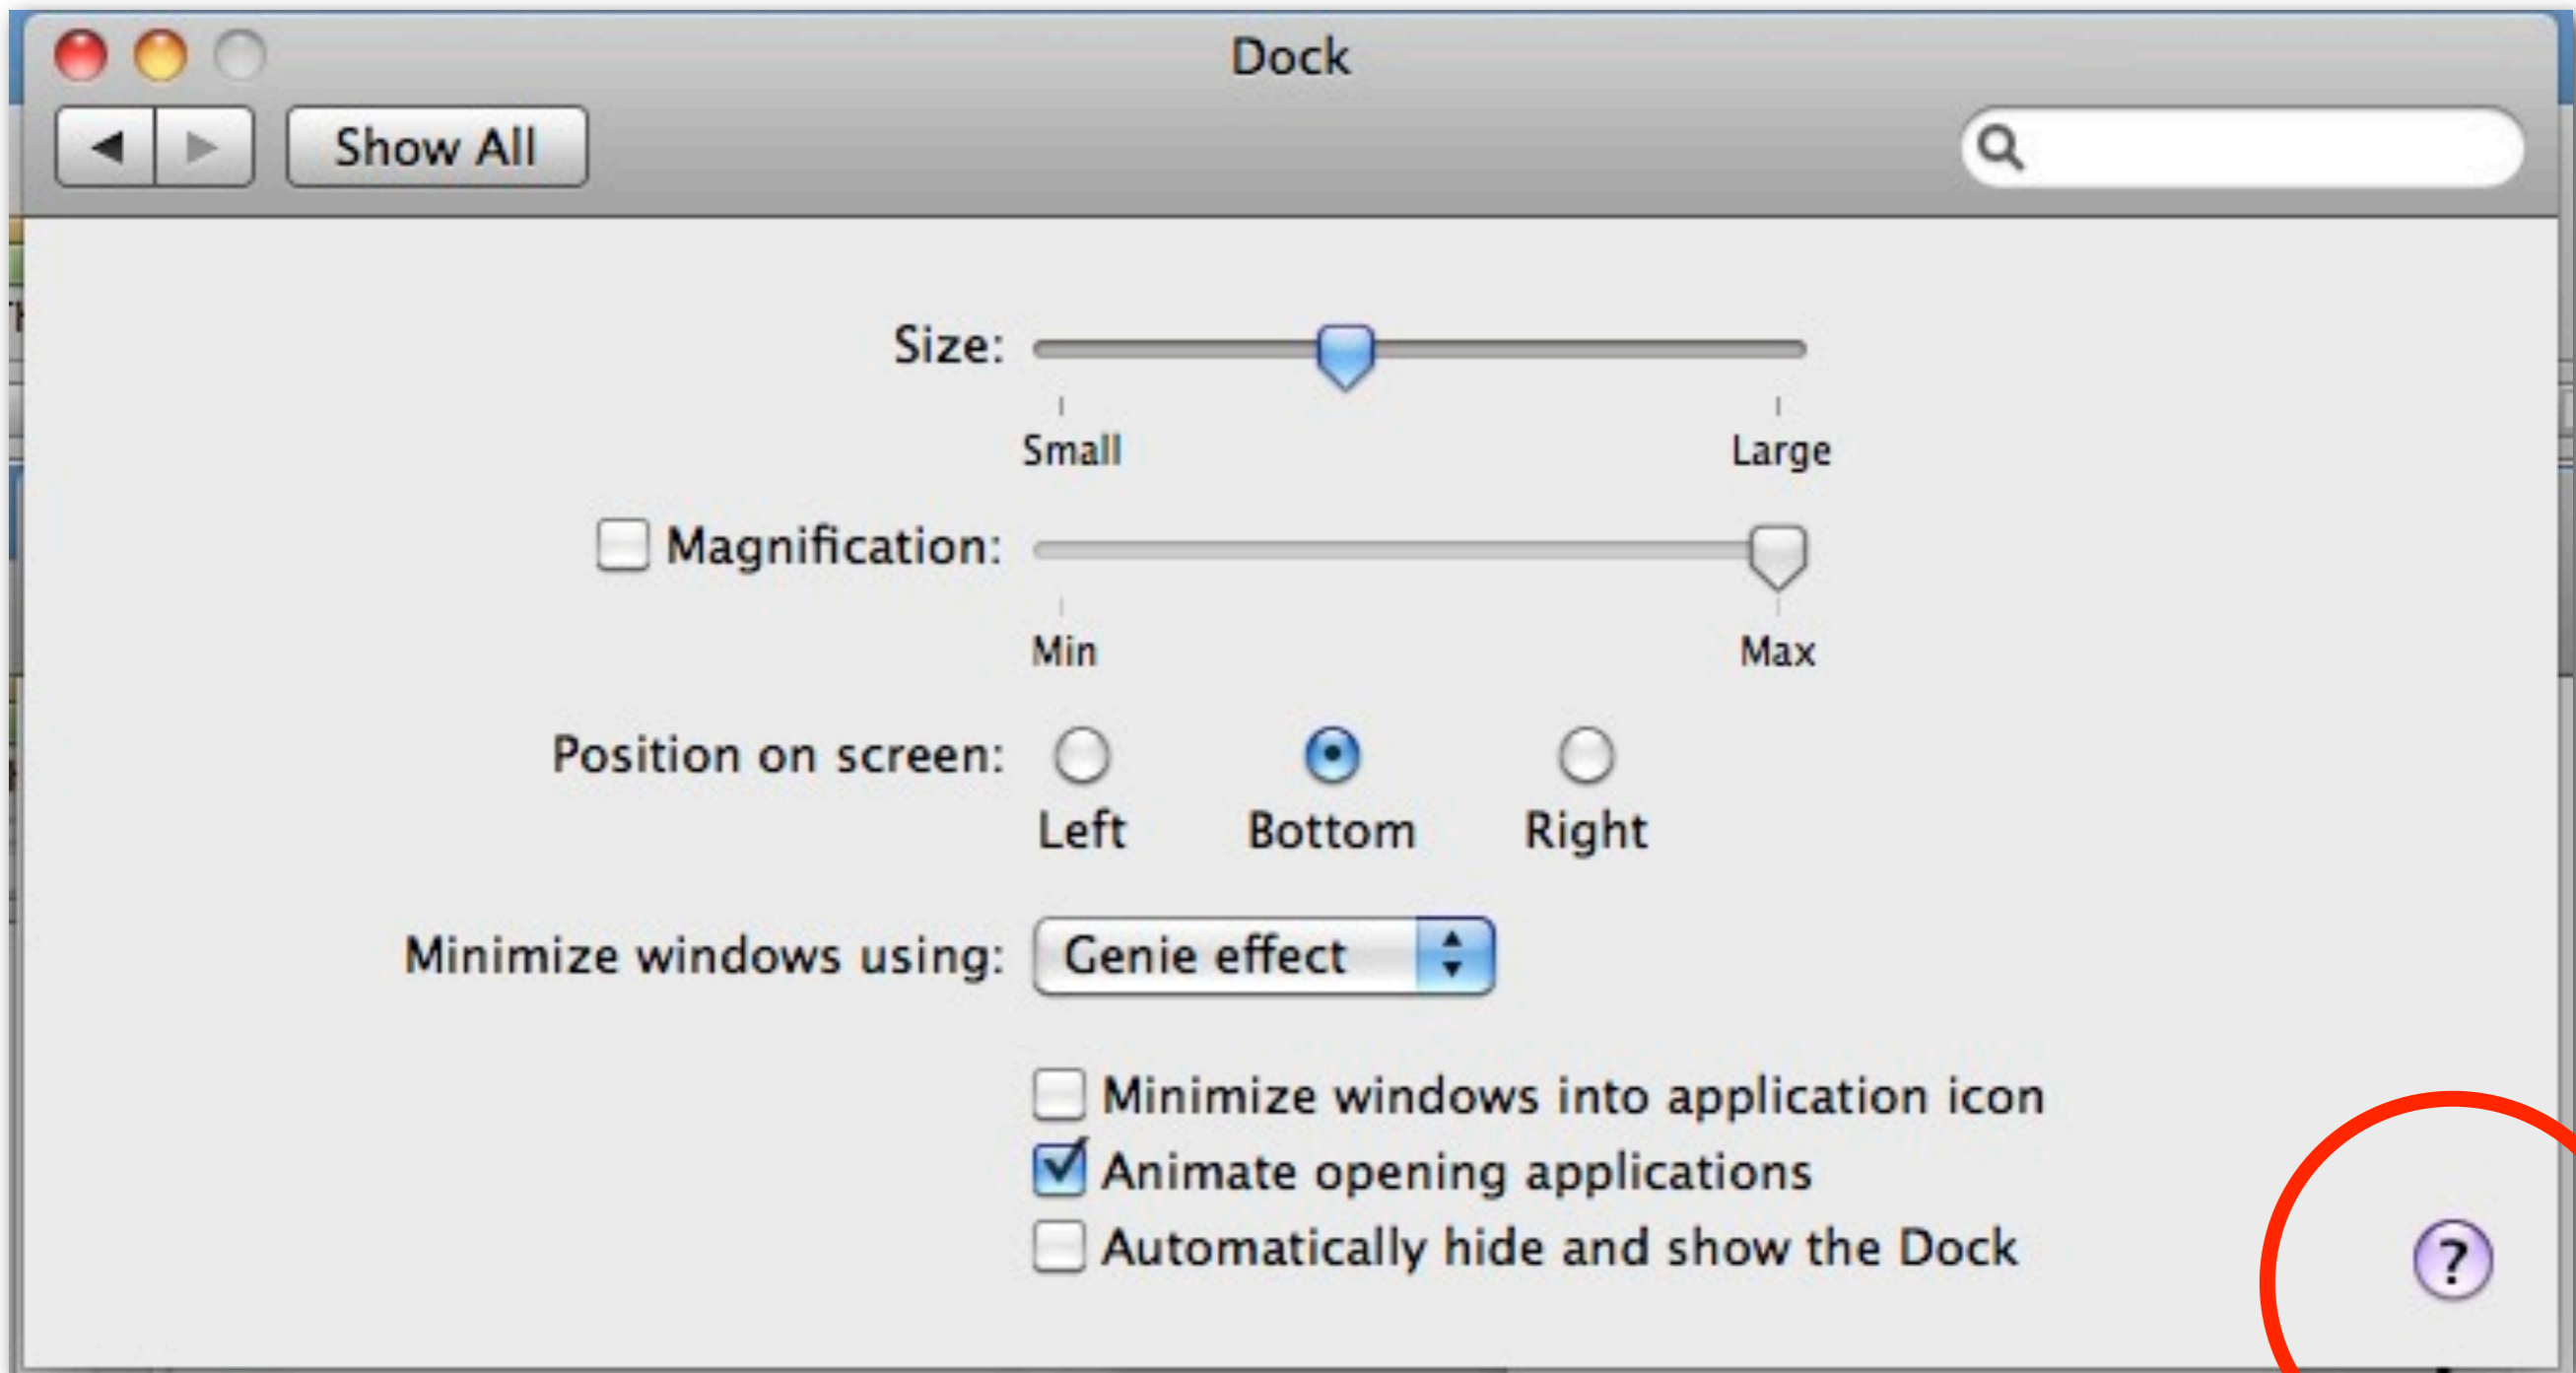 Dock
Show All
Size:
Small Large
Magnification:
Min Max
Position on screen:
Left Bottom Right
Minimize windows using: Genie effect
Minimize windows into application icon
Animate opening applications
Automatically hide and show the Dock
?